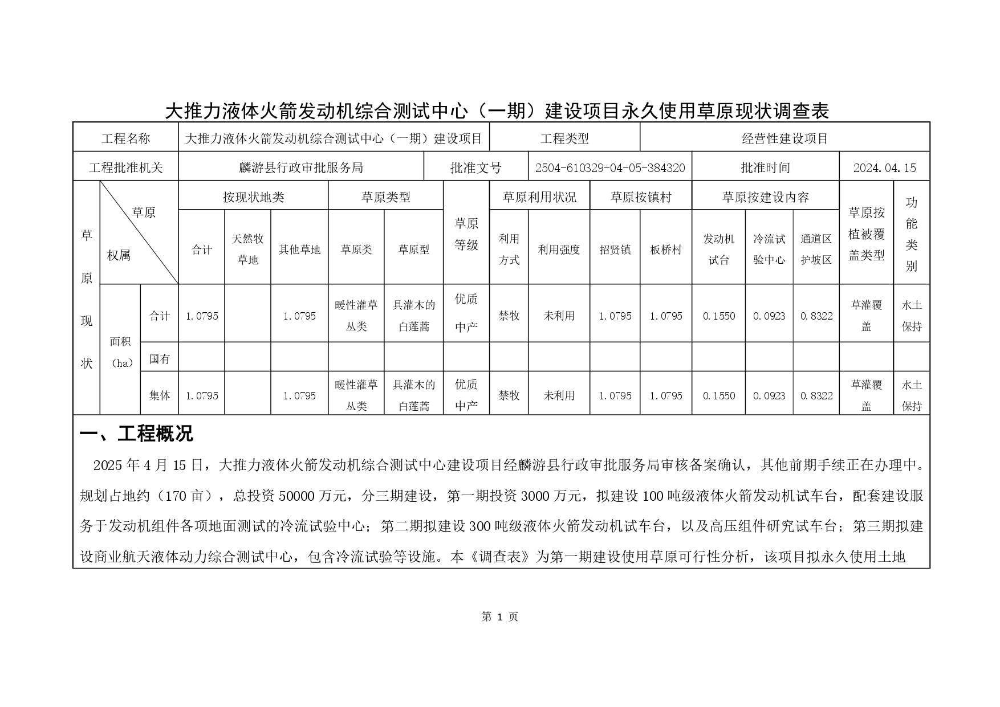 大推力液体火箭发动机综合测试中心（一期）建设项目永久使用草原现状调查表
工程名称 大推力液体火箭发动机综合测试中心（一期）建设项目 工程类型 经营性建设项目
工程批准机关 麟游县行政审批服务局 批准文号 2504-610329-04-05-384320 批准时间 2024.04.15
草原现状
草原
权属
按现状地类 草原类型 草原等级 草原利用状况 草原按镇村 草原按建设内容 草原按植被覆盖类型 功能类别
合计 天然牧草地 其他草地 草原类 草原型 利用方式 利用强度 招贤镇 板桥村 发动机试台 冷流试验中心 通道区护坡区
面积（ha）
合计 1.0795 1.0795 暖性灌草丛类 具灌木的白莲蒿 优质中产 禁牧 未利用 1.0795 1.0795 0.1550 0.0923 0.8322 草灌覆盖 水土保持
国有
集体 1.0795 1.0795 暖性灌草丛类 具灌木的白莲蒿 优质中产 禁牧 未利用 1.0795 1.0795 0.1550 0.0923 0.8322 草灌覆盖 水土保持
一、工程概况
2025 年 4 月 15 日，大推力液体火箭发动机综合测试中心建设项目经麟游县行政审批服务局审核备案确认，其他前期手续正在办理中。
规划占地约（170 亩），总投资 50000 万元，分三期建设，第一期投资 3000 万元，拟建设 100 吨级液体火箭发动机试车台，配套建设服
务于发动机组件各项地面测试的冷流试验中心；第二期拟建设 300 吨级液体火箭发动机试车台，以及高压组件研究试车台；第三期拟建
设商业航天液体动力综合测试中心，包含冷流试验等设施。本《调查表》为第一期建设使用草原可行性分析，该项目拟永久使用土地
第 1 页